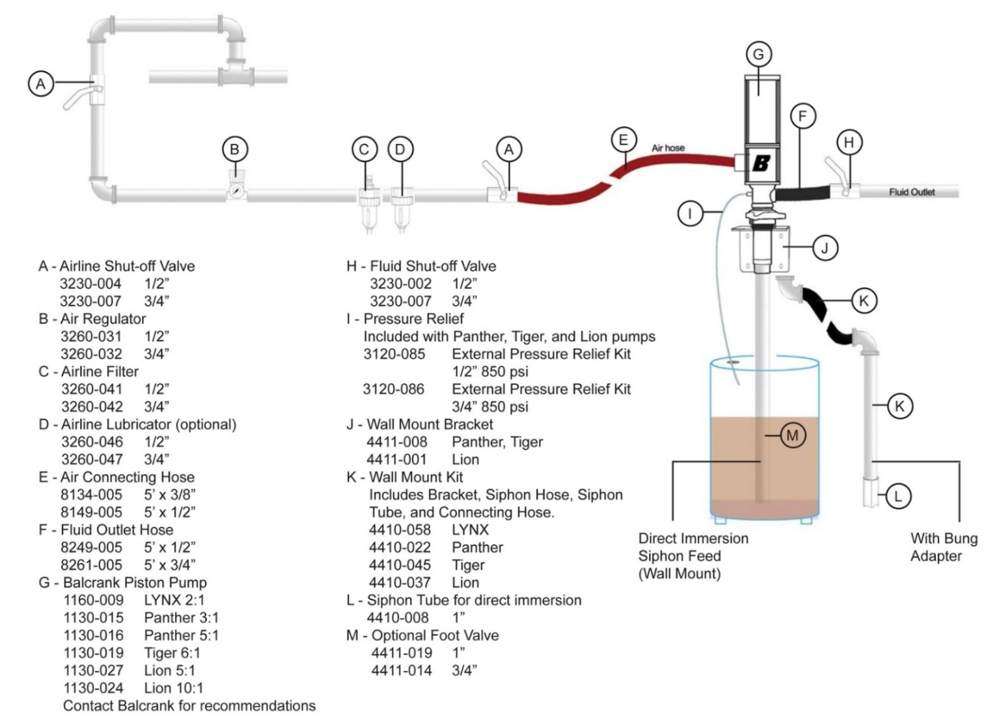 G
A
F
B
C
D
A
E
Air hose
H
B
Fluid Outlet
I
J
K
K
M
L
Direct Immersion
Siphon Feed
(Wall Mount)
With Bung
Adapter
A - Airline Shut-off Valve
3230-004 1/2”
3230-007 3/4”
B - Air Regulator
3260-031 1/2”
3260-032 3/4”
C - Airline Filter
3260-041 1/2”
3260-042 3/4”
D - Airline Lubricator (optional)
3260-046 1/2”
3260-047 3/4”
E - Air Connecting Hose
8134-005 5’ x 3/8”
8149-005 5’ x 1/2”
F - Fluid Outlet Hose
8249-005 5’ x 1/2”
8261-005 5’ x 3/4”
G - Balcrank Piston Pump
1160-009 LYNX 2:1
1130-015 Panther 3:1
1130-016 Panther 5:1
1130-019 Tiger 6:1
1130-027 Lion 5:1
1130-024 Lion 10:1
Contact Balcrank for recommendations
H - Fluid Shut-off Valve
3230-002 1/2”
3230-007 3/4”
I - Pressure Relief
Included with Panther, Tiger, and Lion pumps
3120-085 External Pressure Relief Kit
1/2” 850 psi
3120-086 External Pressure Relief Kit
3/4” 850 psi
J - Wall Mount Bracket
4411-008 Panther, Tiger
4411-001 Lion
K - Wall Mount Kit
Includes Bracket, Siphon Hose, Siphon
Tube, and Connecting Hose.
4410-058 LYNX
4410-022 Panther
4410-045 Tiger
4410-037 Lion
L - Siphon Tube for direct immersion
4410-008 1”
M - Optional Foot Valve
4411-019 1”
4411-014 3/4”